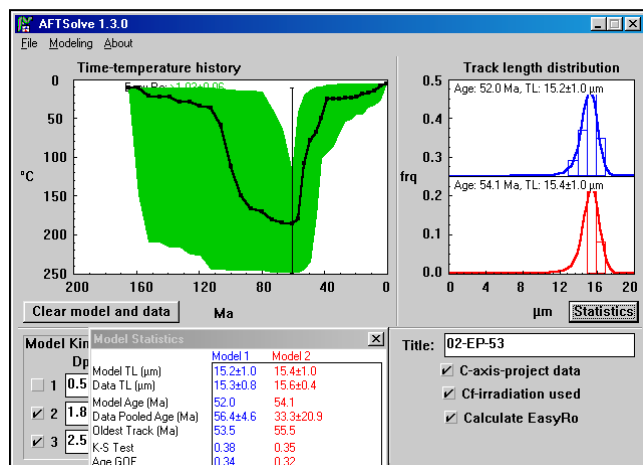 AFTSolve 1.3.0
File Modeling About
Time-temperature history
Track length distribution
0
50
100
150
200
250
°C
200 160 120 80 40 0
Ma
Clear model and data
0.5
0.4
0.3
frq
0.2
0.1
0.0
Age: 52.0 Ma, TL: 15.2±1.0 µm
Age: 54.1 Ma, TL: 15.4±1.0 µm
0 4 8 12 16 20
µm
Statistics
Model Kin
Dp
1 0.5
2 1.8
3 2.5
Model Statistics
Model 1 Model 2
Model TL (µm) 15.2±1.0 15.4±1.0
Data TL (µm) 15.3±0.8 15.6±0.4
Model Age (Ma) 52.0 54.1
Data Pooled Age (Ma) 56.4±4.6 33.3±20.9
Oldest Track (Ma) 53.5 55.5
K-S Test 0.38 0.35
Age GOF 0.34 0.32
Title: 02-EP-53
C-axis-project data
Cf-irradiation used
Calculate EasyRo